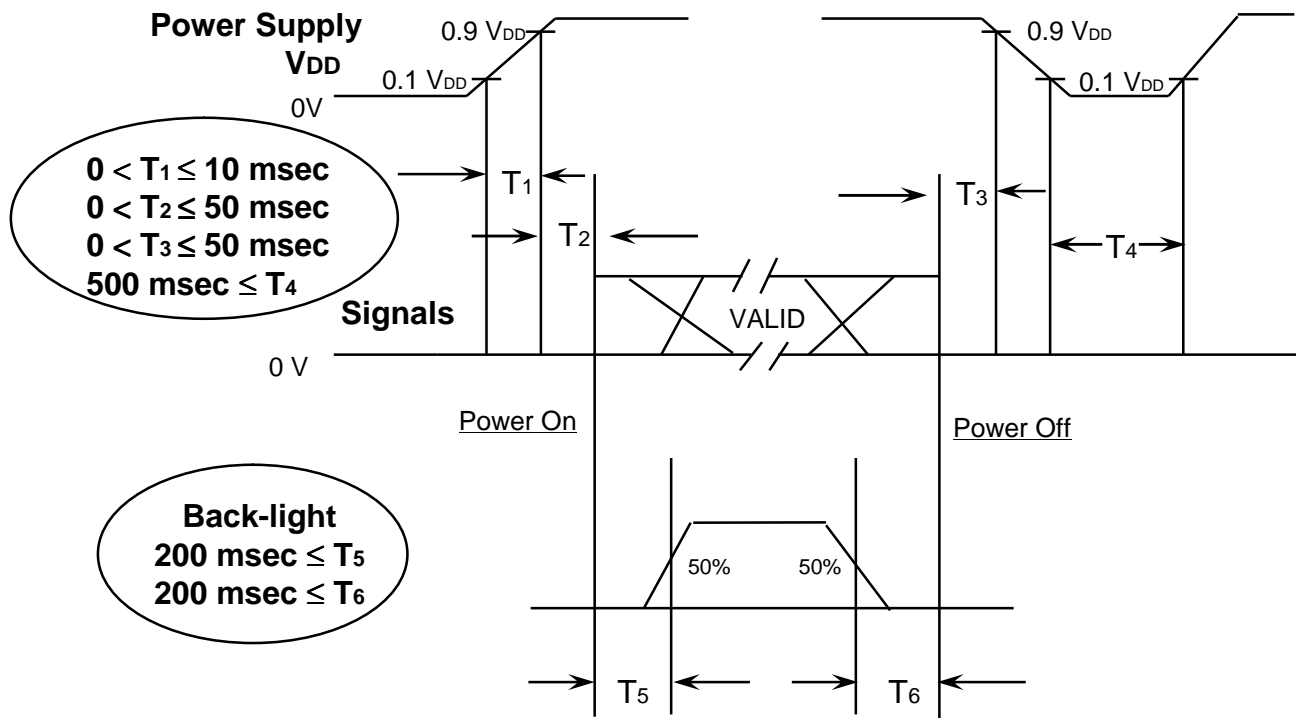 Power Supply
VDD
0.9 VDD
0.9 VDD
0.1 VDD
0.1 VDD
0V
0 < T1 ≤ 10 msec
0 < T2 ≤ 50 msec
0 < T3 ≤ 50 msec
500 msec ≤ T4
T1
T2
T3
T4
Signals
VALID
0 V
Power On
Power Off
Back-light
200 msec ≤ T5
200 msec ≤ T6
50%
50%
T5
T6